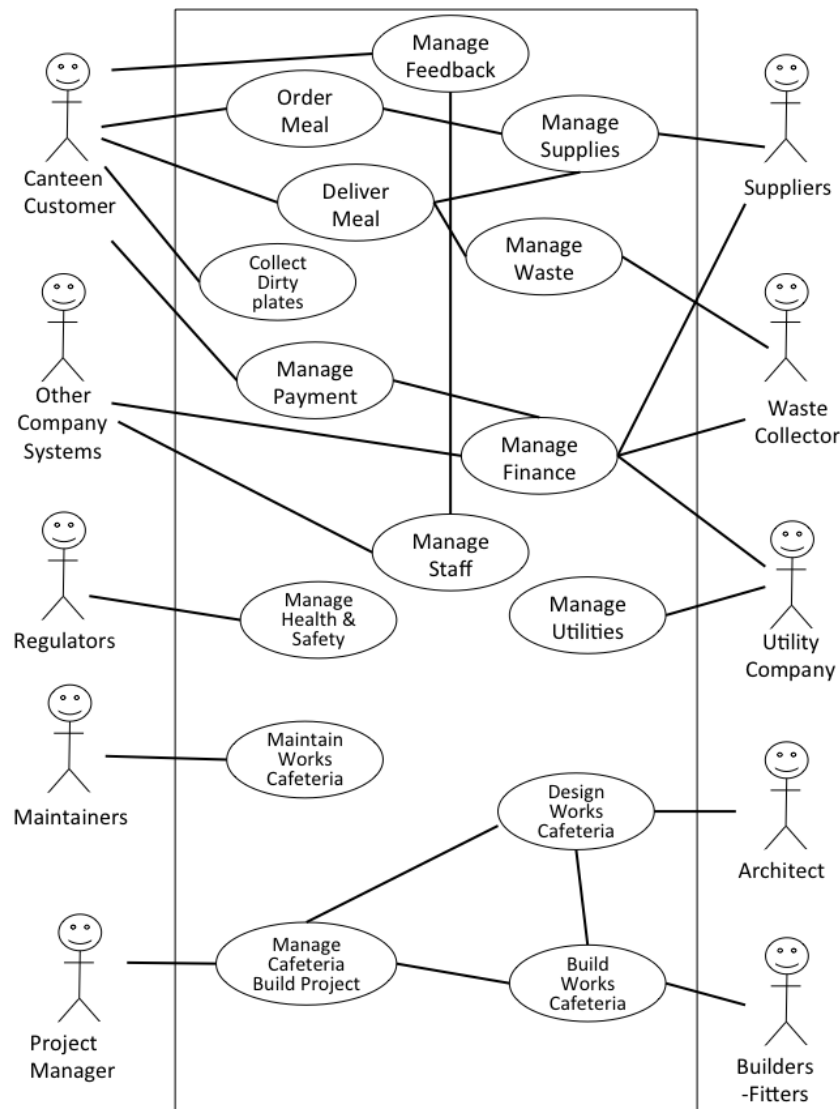 Manage
Feedback
Order
Meal
Manage
Supplies
Canteen
Customer
Suppliers
Deliver
Meal
Manage
Waste
Collect
Dirty
plates
Manage
Payment
Other
Company
Systems
Waste
Collector
Manage
Finance
Manage
Staff
Manage
Health &
Safety
Manage
Utilities
Regulators
Utility
Company
Maintain
Works
Cafeteria
Maintainers
Design
Works
Cafeteria
Architect
Manage
Cafeteria
Build Project
Build
Works
Cafeteria
Project
Manager
Builders
-Fitters